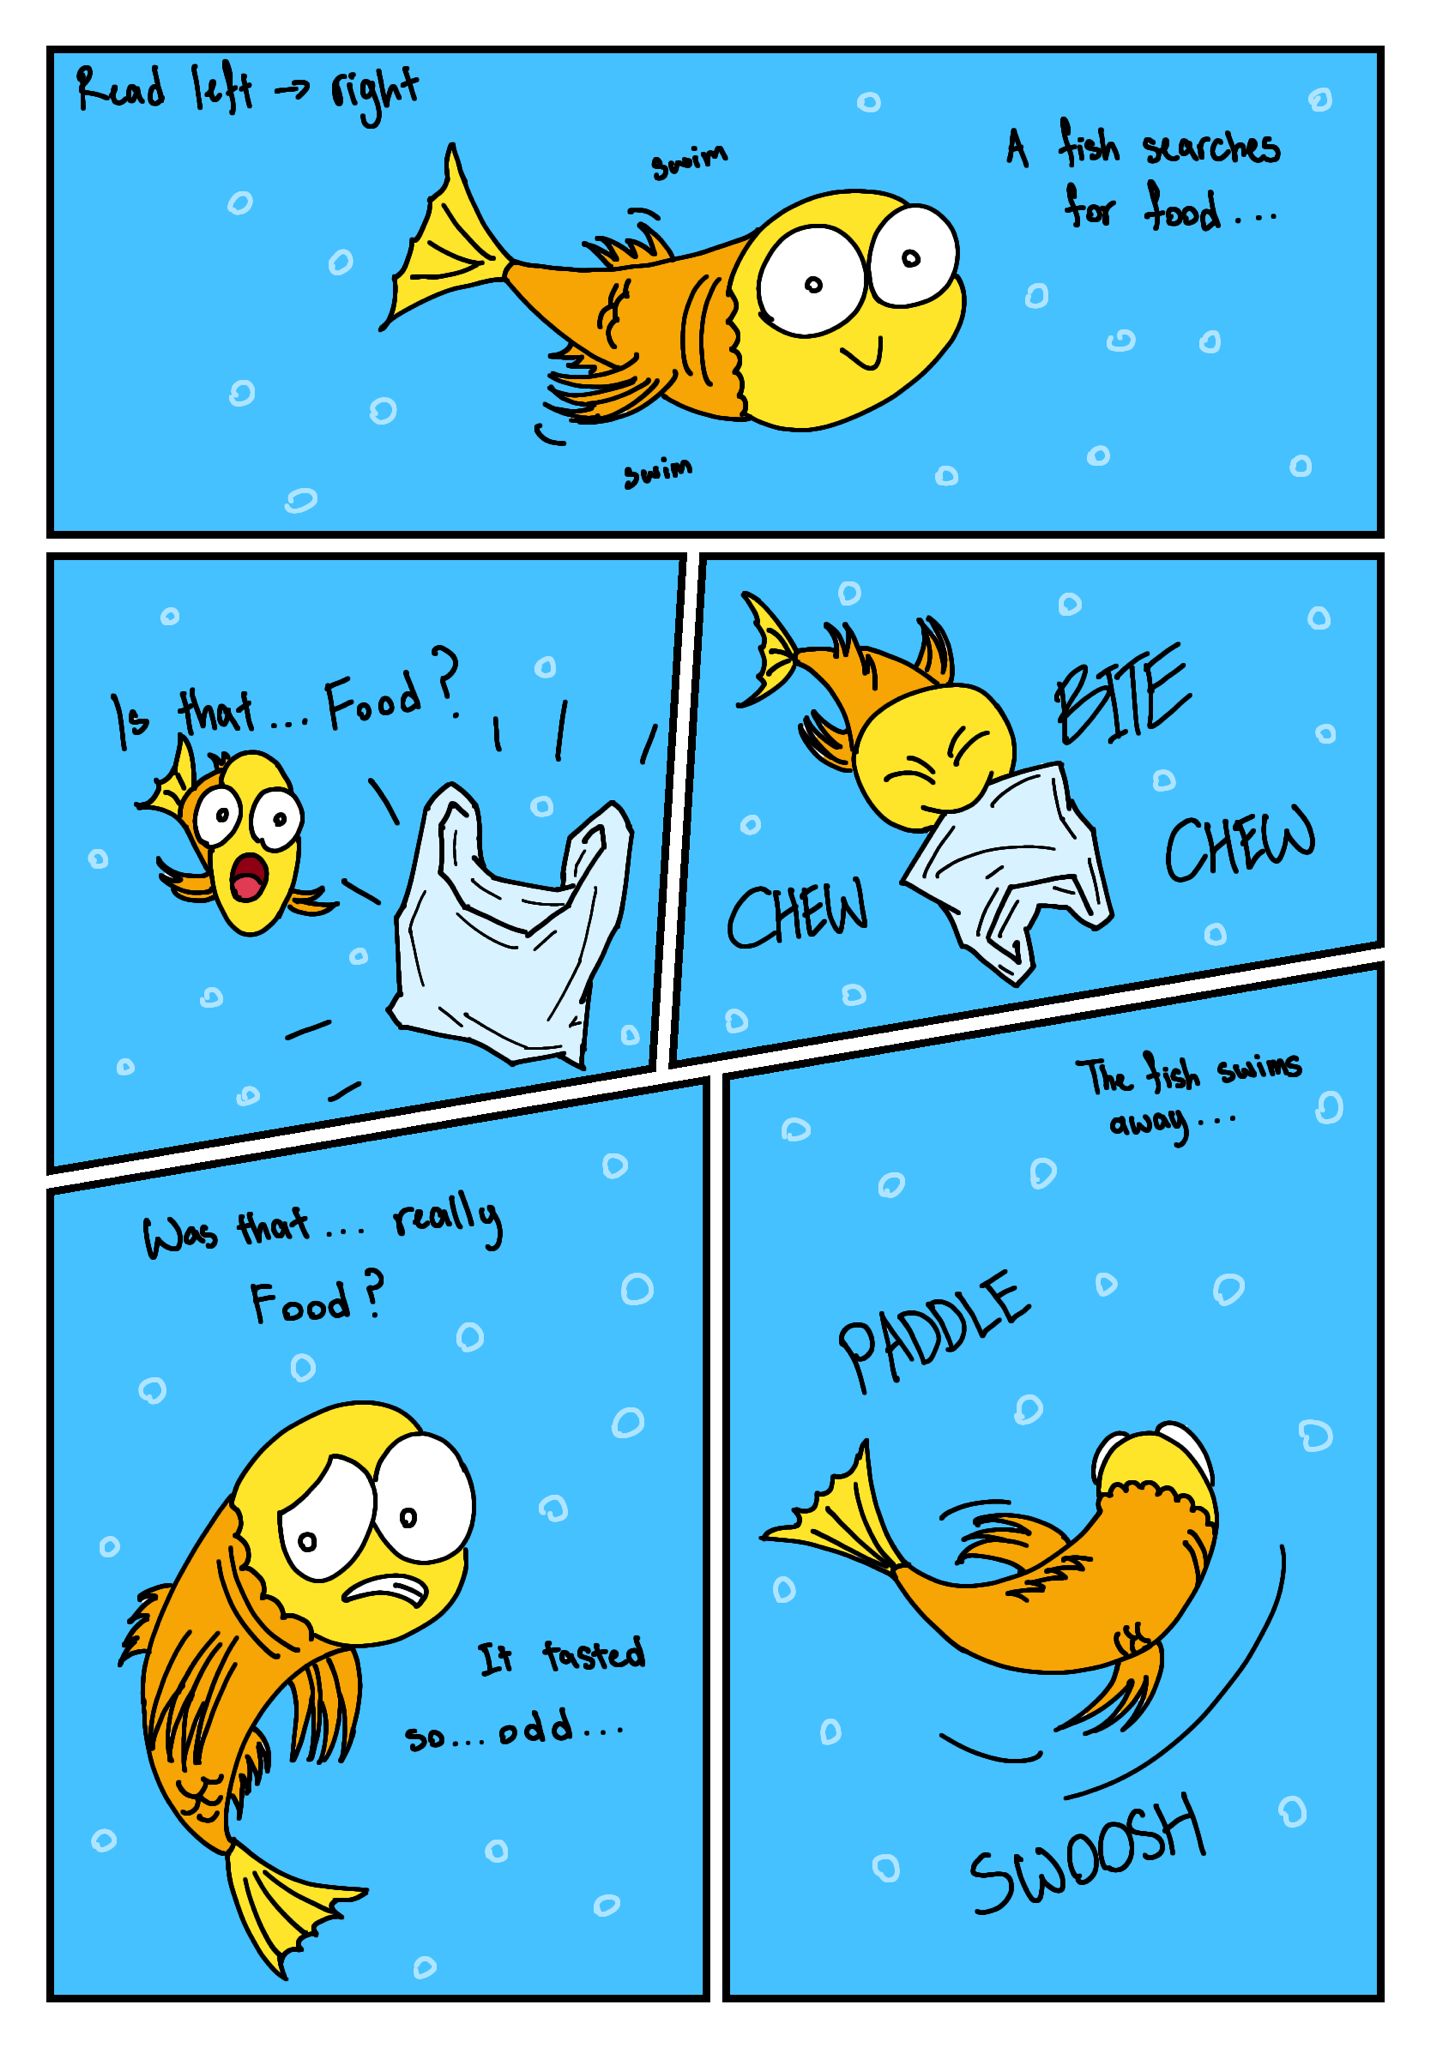 Read left → right
swim
A fish searches
for food...
swim
Is that... Food?
BITE
CHEW
CHEW
Was that... really
Food?
It tasted
so...odd...
The fish swims
away...
PADDLE
SWOOSH